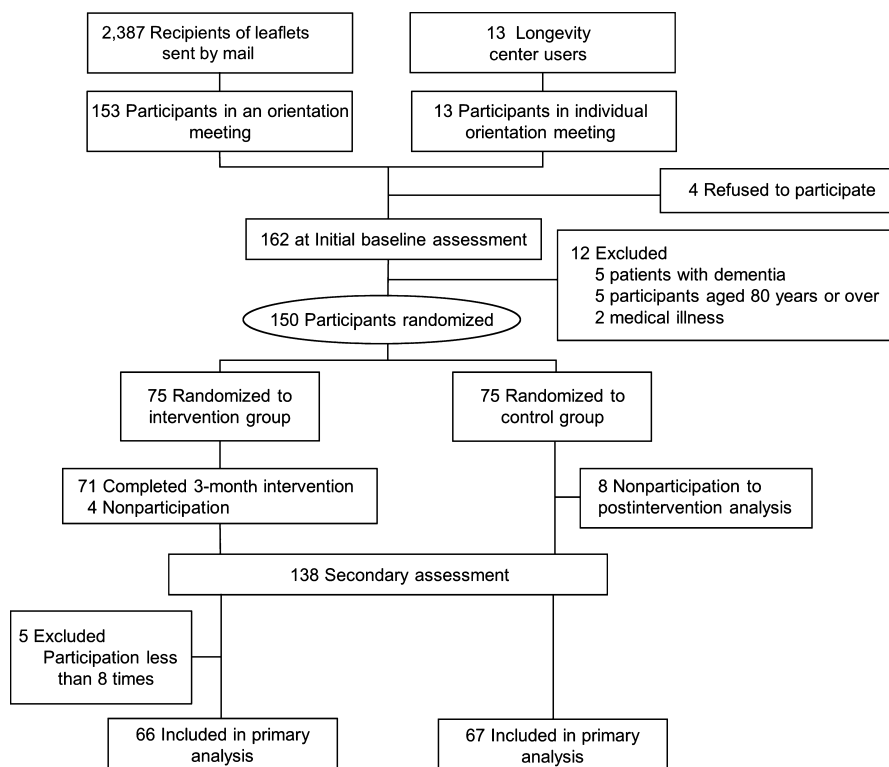 2,387 Recipients of leaflets
sent by mail
13 Longevity
center users
153 Participants in an orientation
meeting
13 Participants in individual
orientation meeting
4 Refused to participate
162 at Initial baseline assessment
12 Excluded
5 patients with dementia
5 participants aged 80 years or over
2 medical illness
150 Participants randomized
75 Randomized to
intervention group
75 Randomized to
control group
71 Completed 3-month intervention
4 Nonparticipation
8 Nonparticipation to
postintervention analysis
138 Secondary assessment
5 Excluded
Participation less
than 8 times
66 Included in primary
analysis
67 Included in primary
analysis